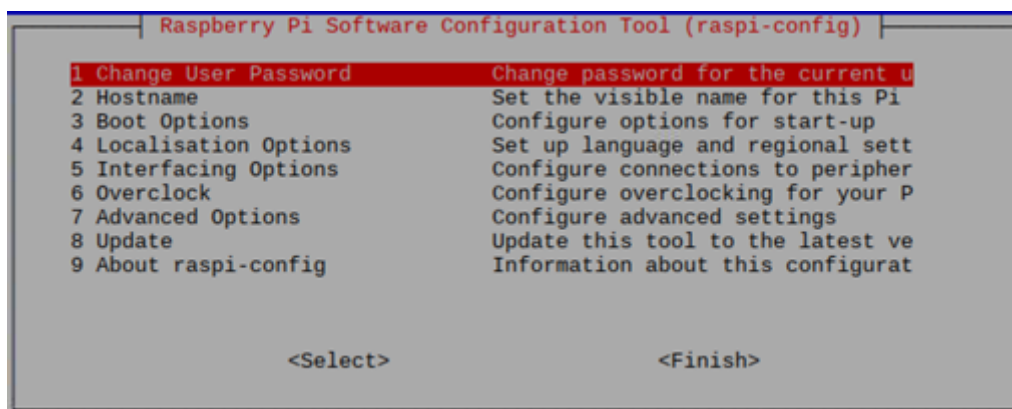 Raspberry Pi Software Configuration Tool (raspi-config)
1 Change User Password Change password for the current u
2 Hostname Set the visible name for this Pi
3 Boot Options Configure options for start-up
4 Localisation Options Set up language and regional sett
5 Interfacing Options Configure connections to peripher
6 Overclock Configure overclocking for your P
7 Advanced Options Configure advanced settings
8 Update Update this tool to the latest ve
9 About raspi-config Information about this configurat
<Select> <Finish>